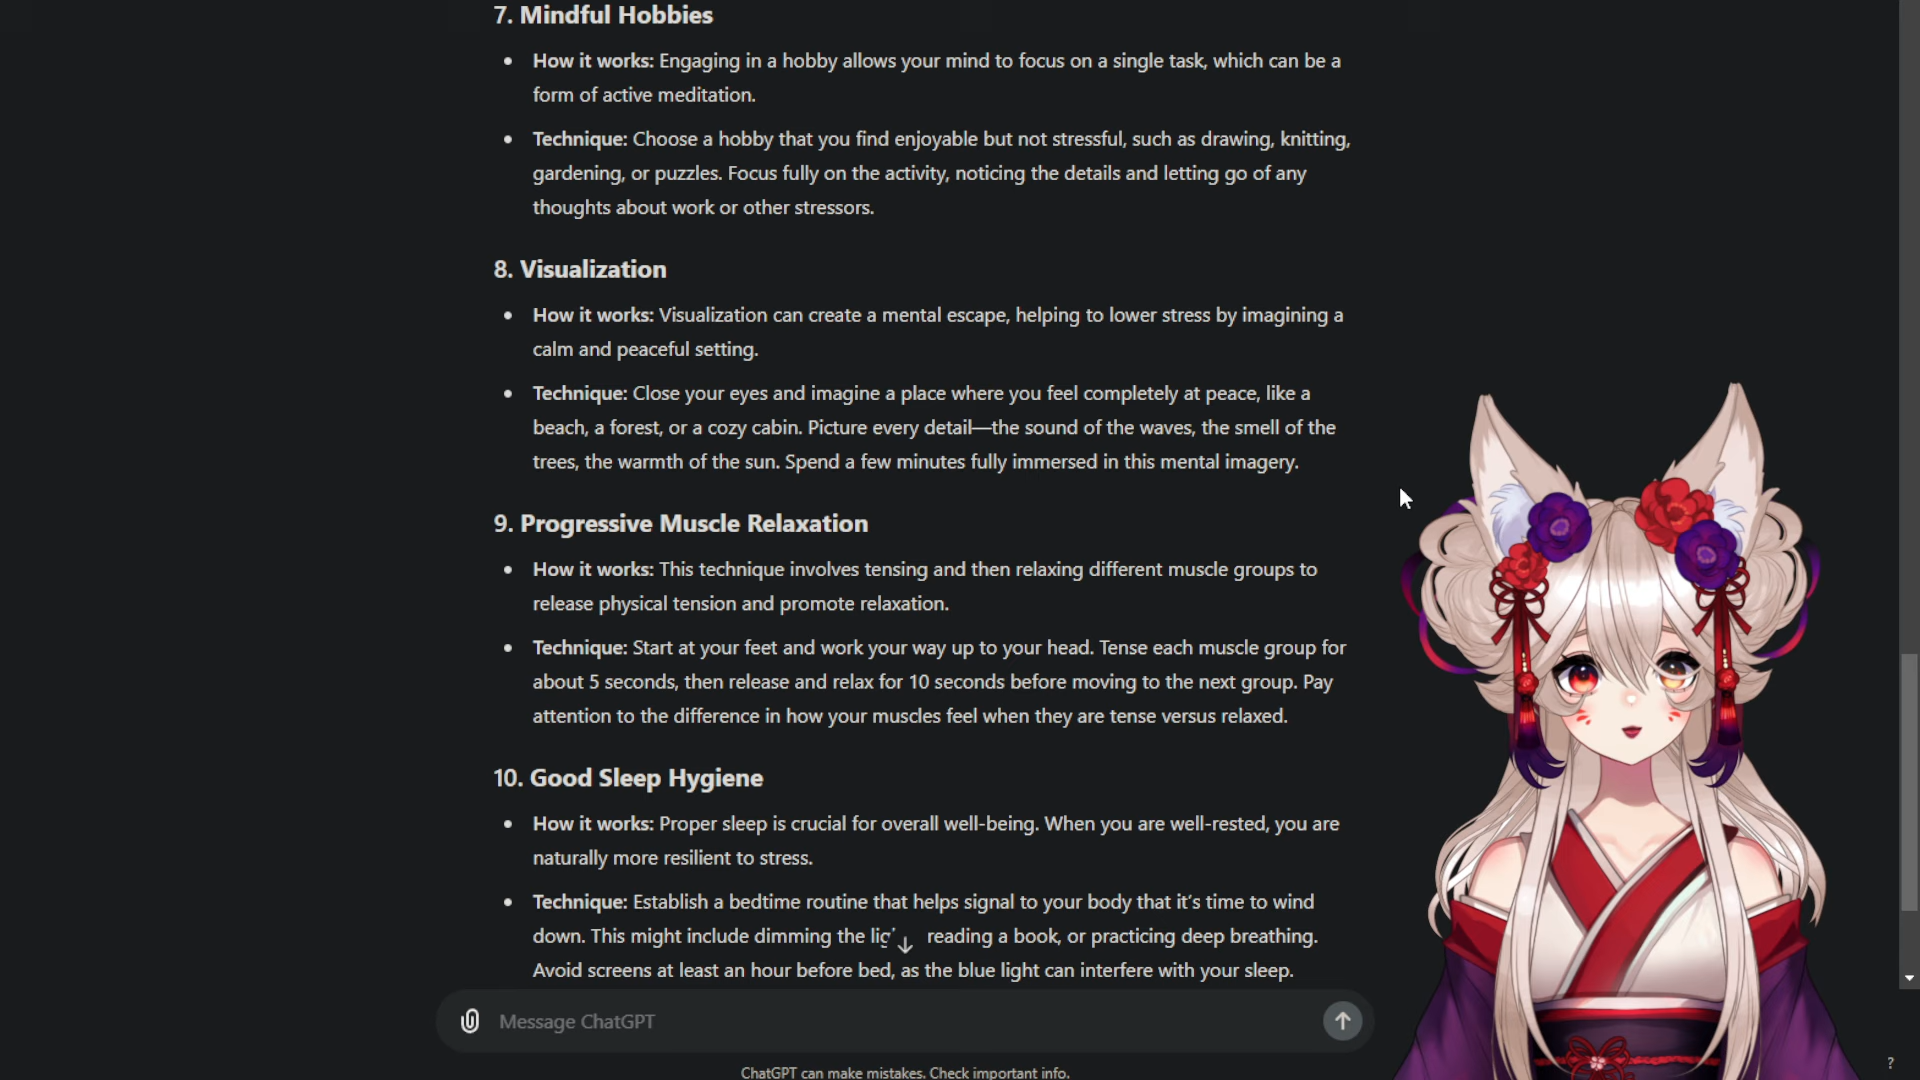 7. Mindful Hobbies
How it works: Engaging in a hobby allows your mind to focus on a single task, which can be a
form of active meditation.
Technique: Choose a hobby that you find enjoyable but not stressful, such as drawing, knitting,
gardening, or puzzles. Focus fully on the activity, noticing the details and letting go of any
thoughts about work or other stressors.
8. Visualization
How it works: Visualization can create a mental escape, helping to lower stress by imagining a
calm and peaceful setting.
Technique: Close your eyes and imagine a place where you feel completely at peace, like a
beach, a forest, or a cozy cabin. Picture every detail—the sound of the waves, the smell of the
trees, the warmth of the sun. Spend a few minutes fully immersed in this mental imagery.
9. Progressive Muscle Relaxation
How it works: This technique involves tensing and then relaxing different muscle groups to
release physical tension and promote relaxation.
Technique: Start at your feet and work your way up to your head. Tense each muscle group for
about 5 seconds, then release and relax for 10 seconds before moving to the next group. Pay
attention to the difference in how your muscles feel when they are tense versus relaxed.
10. Good Sleep Hygiene
How it works: Proper sleep is crucial for overall well-being. When you are well-rested, you are
naturally more resilient to stress.
Technique: Establish a bedtime routine that helps signal to your body that it's time to wind
down. This might include dimming the reading a book, or practicing deep breathing.
Avoid screens at least an hour before bed, as the blue light can interfere with your sleep.
Message ChatGPT
ChatGPT can make mistakes. Check important info.
?